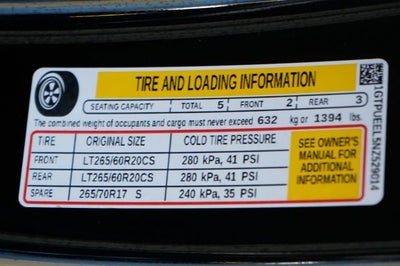 TIRE AND LOADING INFORMATION
SEATING CAPACITY TOTAL 5 FRONT 2 REAR 3
The combined weight of occupants and cargo must never exceed 632 kg or 1394 lbs.
TIRE ORIGINAL SIZE COLD TIRE PRESSURE
FRONT LT265/60R20CS 280 kPa, 41 PSI
REAR LT265/60R20CS 280 kPa, 41 PSI
SPARE 265/70R17 S 240 kPa, 35 PSI
SEE OWNER'S
MANUAL FOR
ADDITIONAL
INFORMATION
1GTPUEEL5NZ529014